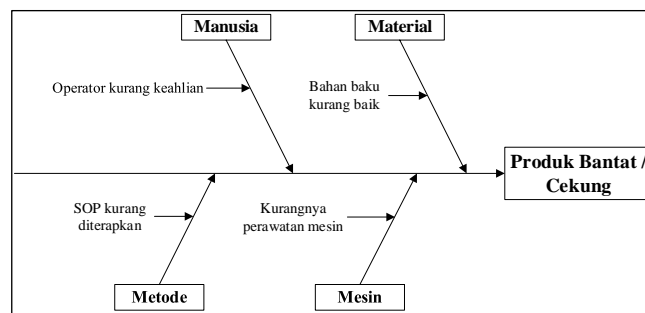 Manusia
Material
Operator kurang keahlian
Bahan baku
kurang baik
Produk Bantat /
Cekung
SOP kurang
diterapkan
Kurangnya
perawatan mesin
Metode
Mesin